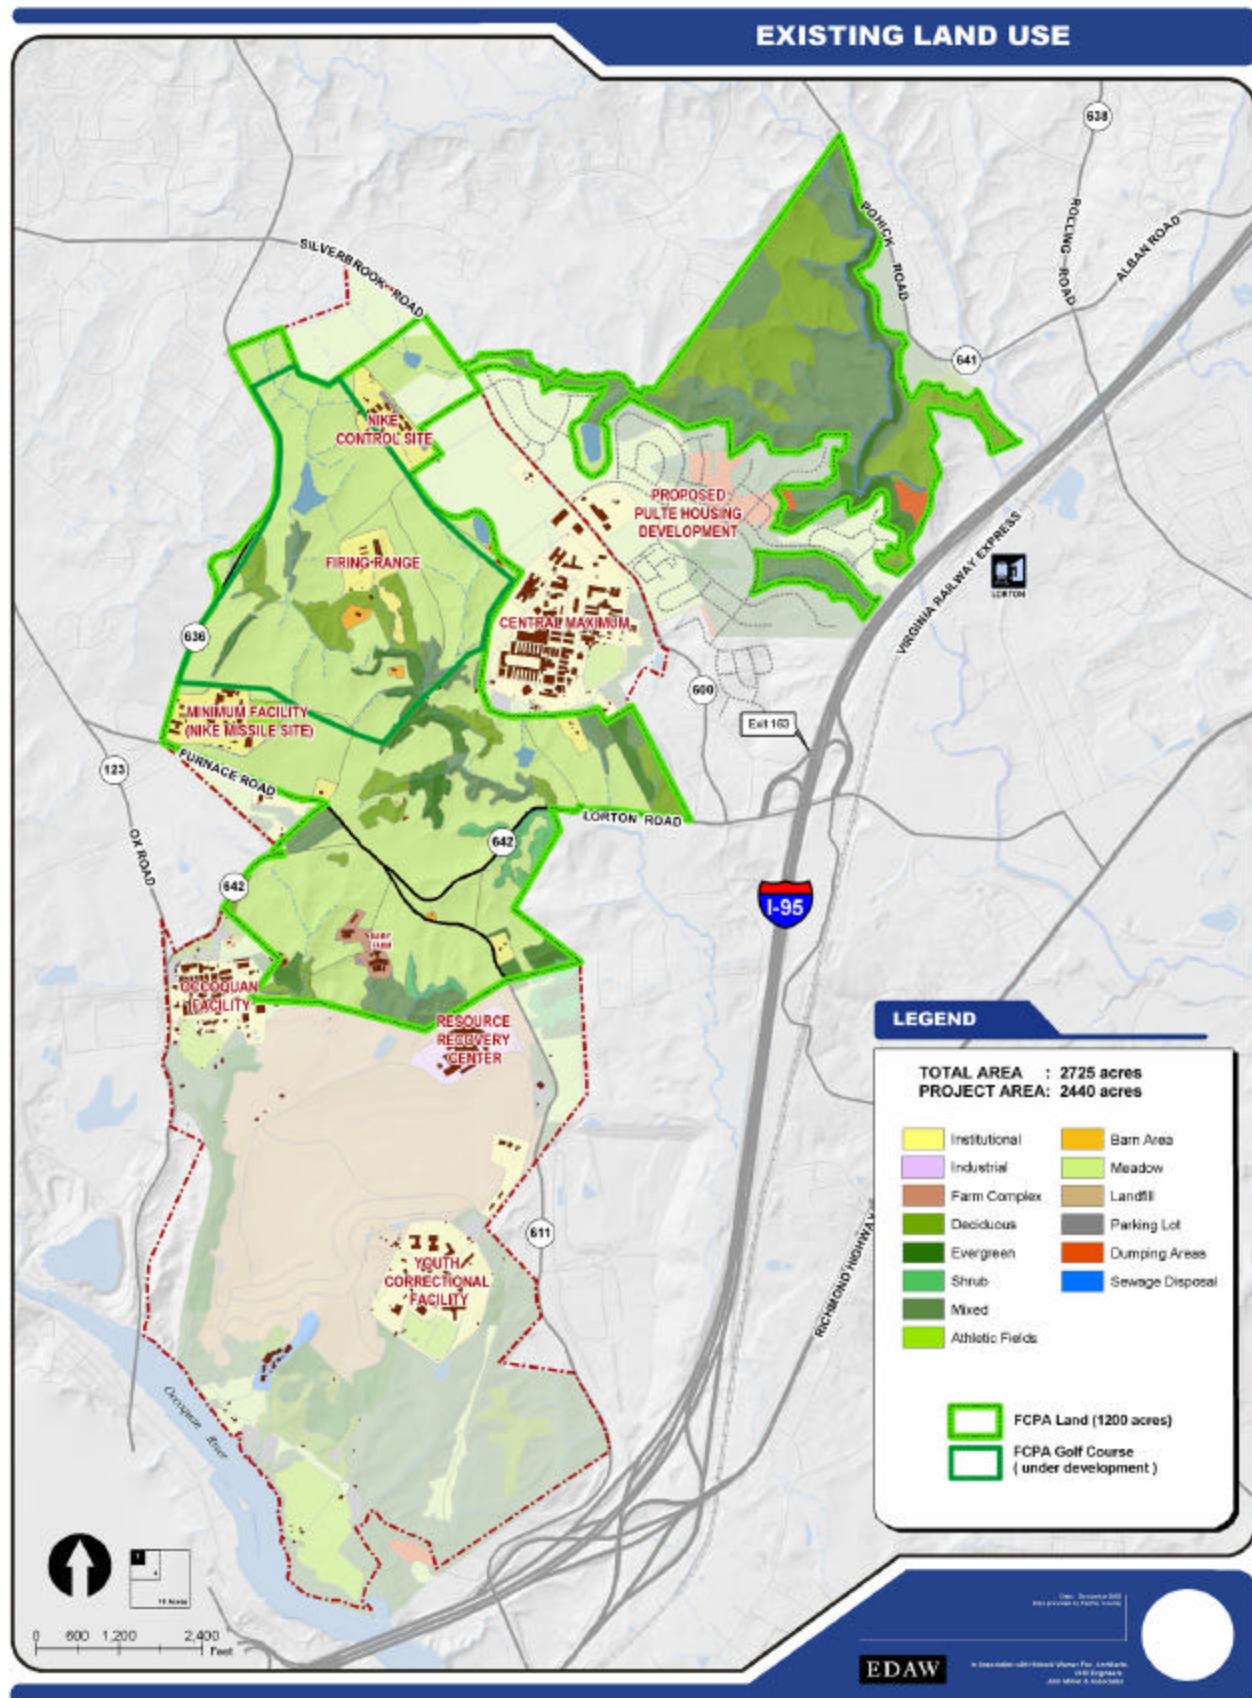 EXISTING LAND USE
638
POHICK ROAD
ROLLING ROAD
ALBAN ROAD
SILVERBROOK ROAD
641
NIKE
CONTROL SITE
PROPOSED
PULTE HOUSING
DEVELOPMENT
VIRGINIA RAILWAY EXPRESS
LORTON
FIRING RANGE
CENTRAL MAXIMUM
636
600
MINIMUM FACILITY
(NIKE MISSILE SITE)
Exit 163
FURNACE ROAD
123
LORTON ROAD
642
OX ROAD
642
I-95
OCCOQUAN
FACILITY
RESOURCE
RECOVERY
CENTER
611
YOUTH
CORRECTIONAL
FACILITY
RICHMOND HIGHWAY
Occoquan River
LEGEND
TOTAL AREA : 2725 acres
PROJECT AREA: 2440 acres
Institutional
Industrial
Farm Complex
Deciduous
Evergreen
Shrub
Mixed
Athletic Fields
Barn Area
Meadow
Landfill
Parking Lot
Dumping Areas
Sewage Disposal
FCPA Land (1200 acres)
FCPA Golf Course
( under development )
10 Acres
0 600 1,200 2,400
Feet
EDAW